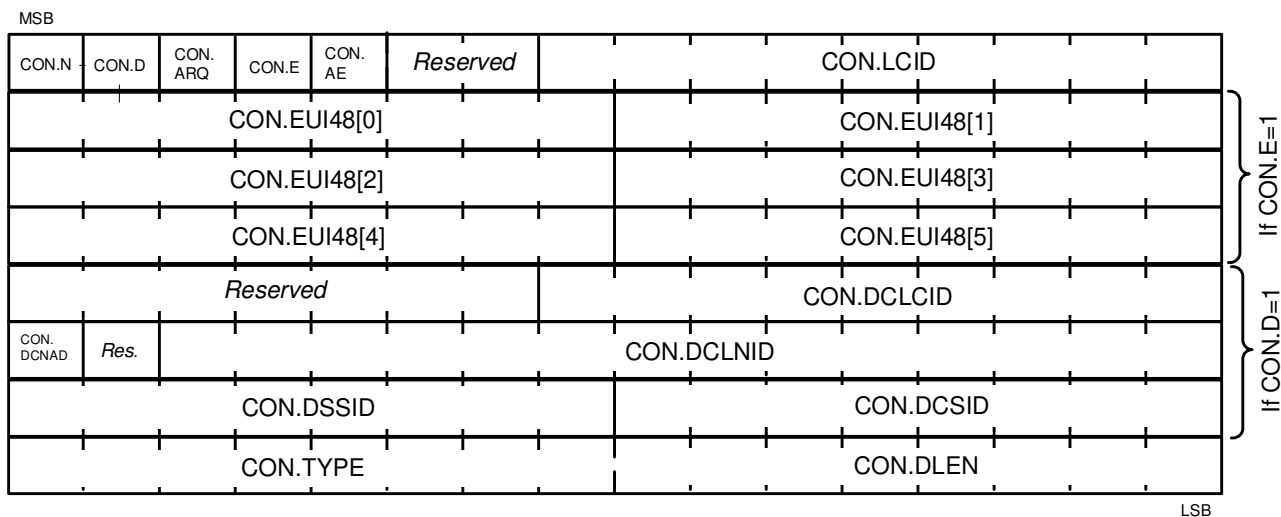 MSB
CON.N CON.D CON. ARQ CON.E CON. AE Reserved CON.LCID
CON.EUI48[0] CON.EUI48[1]
CON.EUI48[2] CON.EUI48[3]
CON.EUI48[4] CON.EUI48[5]
If CON.E=1
Reserved CON.DCLCID
CON. DCNAD Res. CON.DCLNID
CON.DSSID CON.DCSID
If CON.D=1
CON.TYPE CON.DLEN
LSB